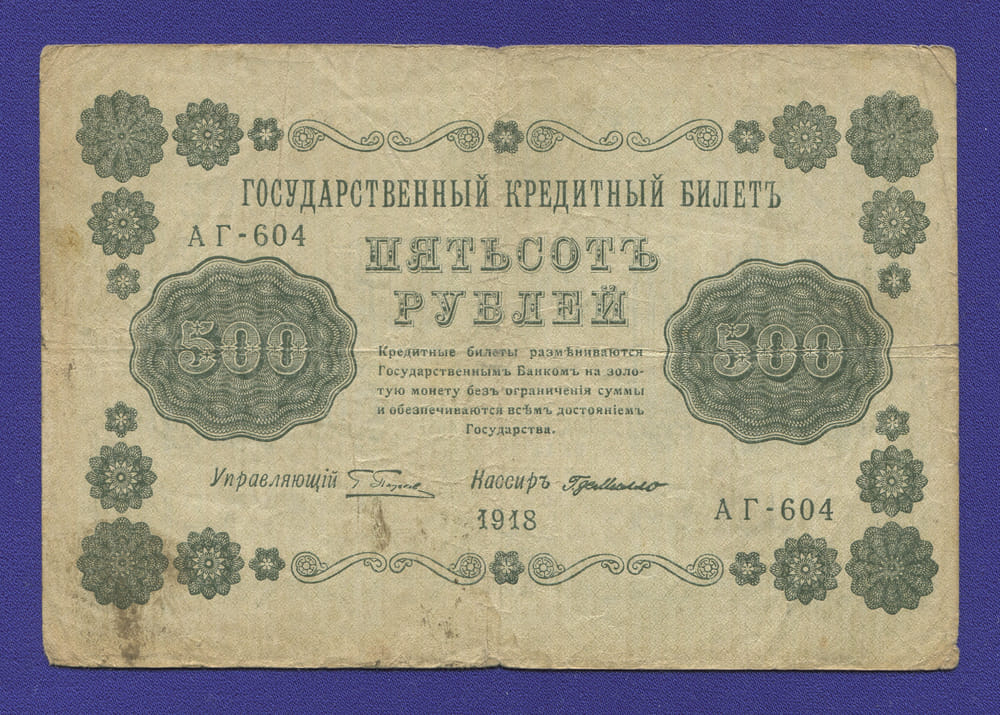 ГОСУДАРСТВЕННЫЙ КРЕДИТНЫЙ БИЛЕТЪ
АГ-604
ПЯТЬСОТЪ
РУБЛЕЙ
500
500
Кредитные билеты размѣниваются
Государственнымъ Банкомъ на золо-
тую монету безъ ограниченія суммы
и обезпечиваются всѣмъ достояніемъ
Государства.
Управляющій Кассиръ
1918
АГ-604